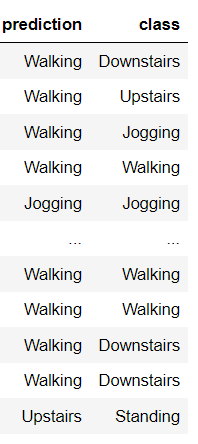 prediction class
Walking Downstairs
Walking Upstairs
Walking Jogging
Walking Walking
Jogging Jogging
... ...
Walking Walking
Walking Walking
Walking Downstairs
Walking Downstairs
Upstairs Standing